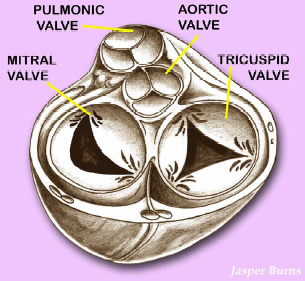 PULMONIC
VALVE
AORTIC
VALVE
MITRAL
VALVE
TRICUSPID
VALVE
Jasper Burns